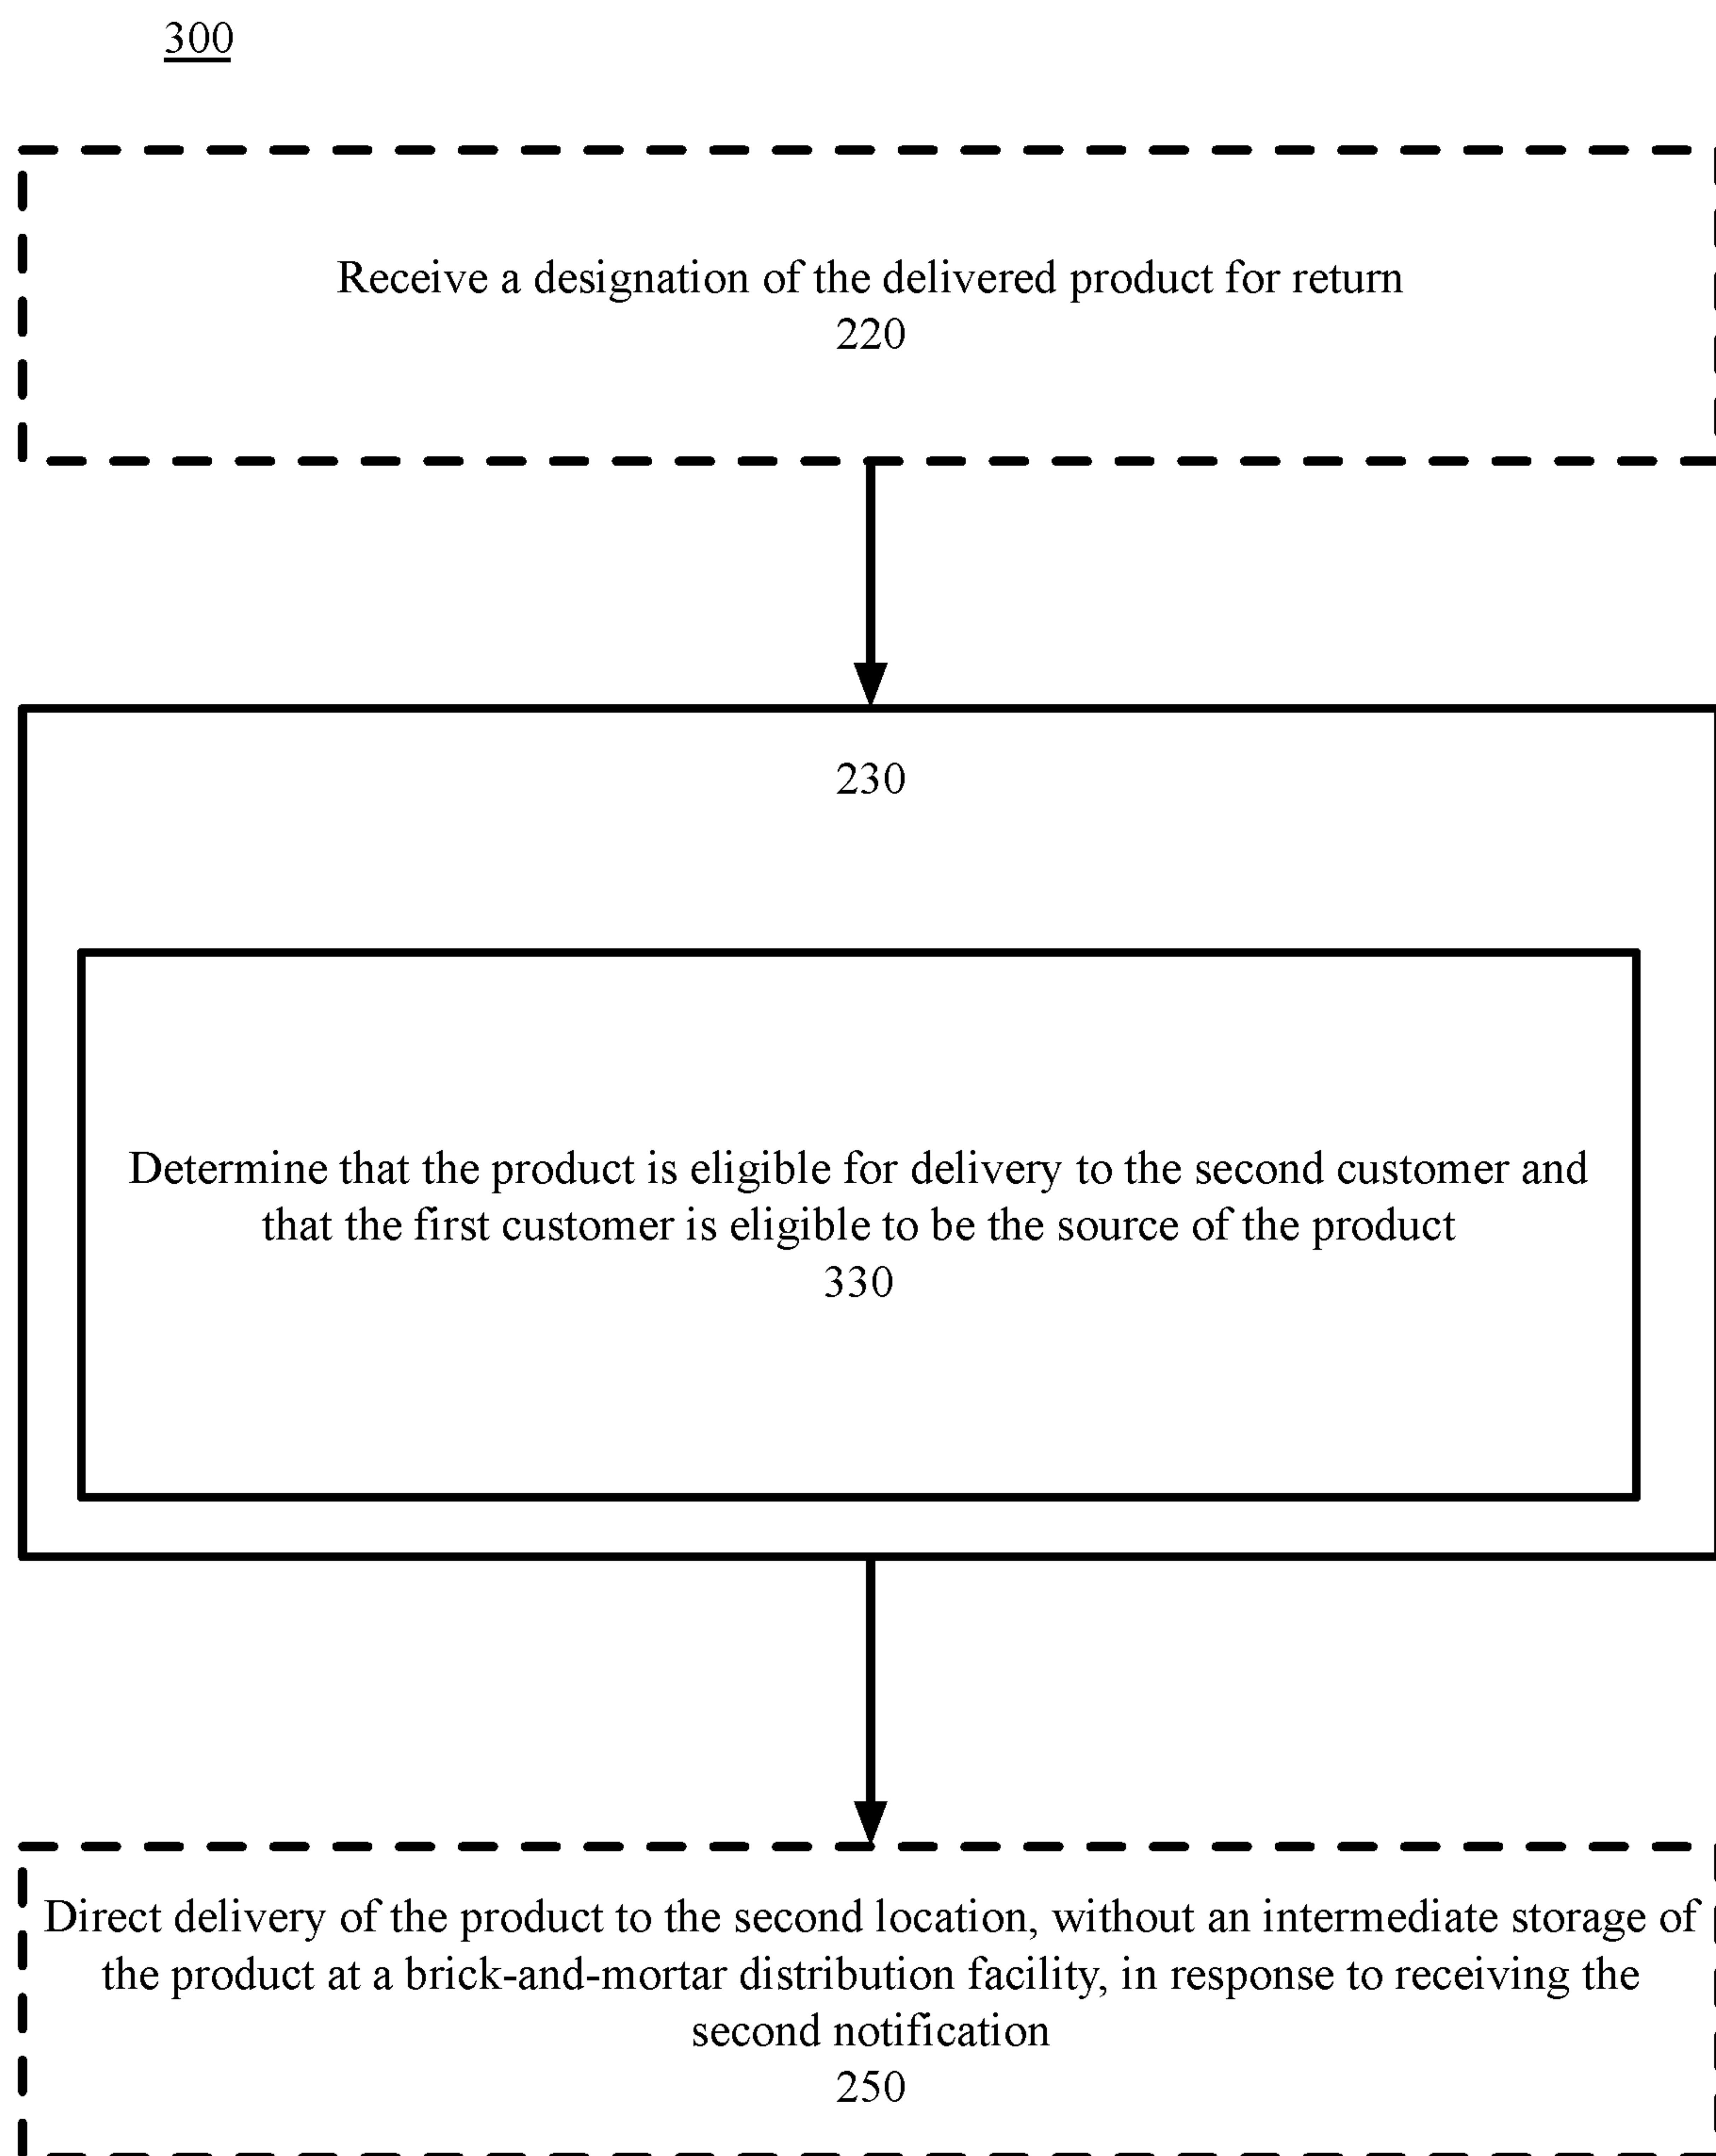 300
Receive a designation of the delivered product for return
220
230
Determine that the product is eligible for delivery to the second customer and
that the first customer is eligible to be the source of the product
330
Direct delivery of the product to the second location, without an intermediate storage of
the product at a brick-and-mortar distribution facility, in response to receiving the
second notification
250